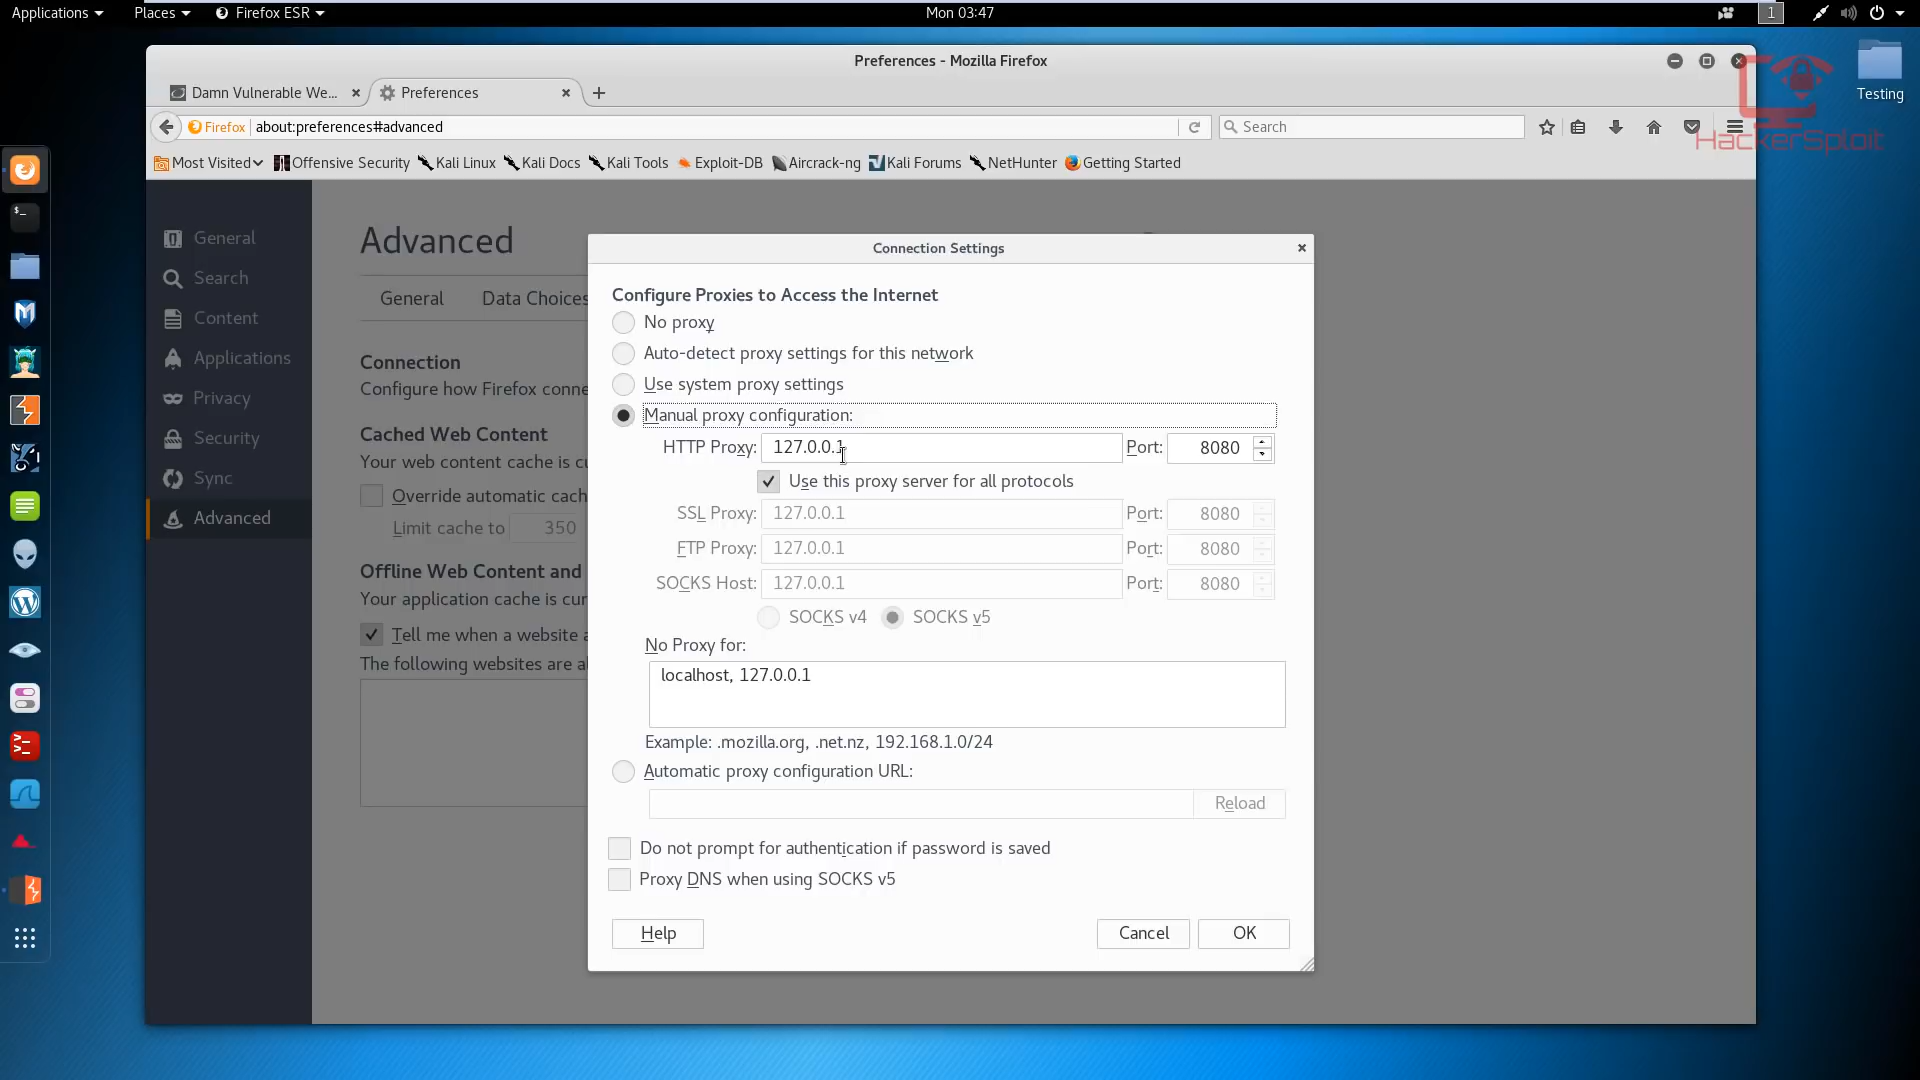 Applications Places Firefox ESR Mon 03:47 1
Preferences - Mozilla Firefox
Testing
Damn Vulnerable We... Preferences
Firefox about:preferences#advanced Search
HackerSploit
Most Visited Offensive Security Kali Linux Kali Docs Kali Tools Exploit-DB Aircrack-ng Kali Forums NetHunter Getting Started
General
Search
Content
Applications
Privacy
Security
Sync
Advanced
Advanced
General Data Choices
Connection
Configure how Firefox conne
Cached Web Content
Your web content cache is cur
Override automatic cach
Limit cache to 350
Offline Web Content and
Your application cache is cur
Tell me when a website a
The following websites are al
Connection Settings
Configure Proxies to Access the Internet
No proxy
Auto-detect proxy settings for this network
Use system proxy settings
Manual proxy configuration:
HTTP Proxy: 127.0.0.1 Port: 8080
Use this proxy server for all protocols
SSL Proxy: 127.0.0.1 Port: 8080
FTP Proxy: 127.0.0.1 Port: 8080
SOCKS Host: 127.0.0.1 Port: 8080
SOCKS v4 SOCKS v5
No Proxy for:
localhost, 127.0.0.1
Example: .mozilla.org, .net.nz, 192.168.1.0/24
Automatic proxy configuration URL:
Reload
Do not prompt for authentication if password is saved
Proxy DNS when using SOCKS v5
Help Cancel OK